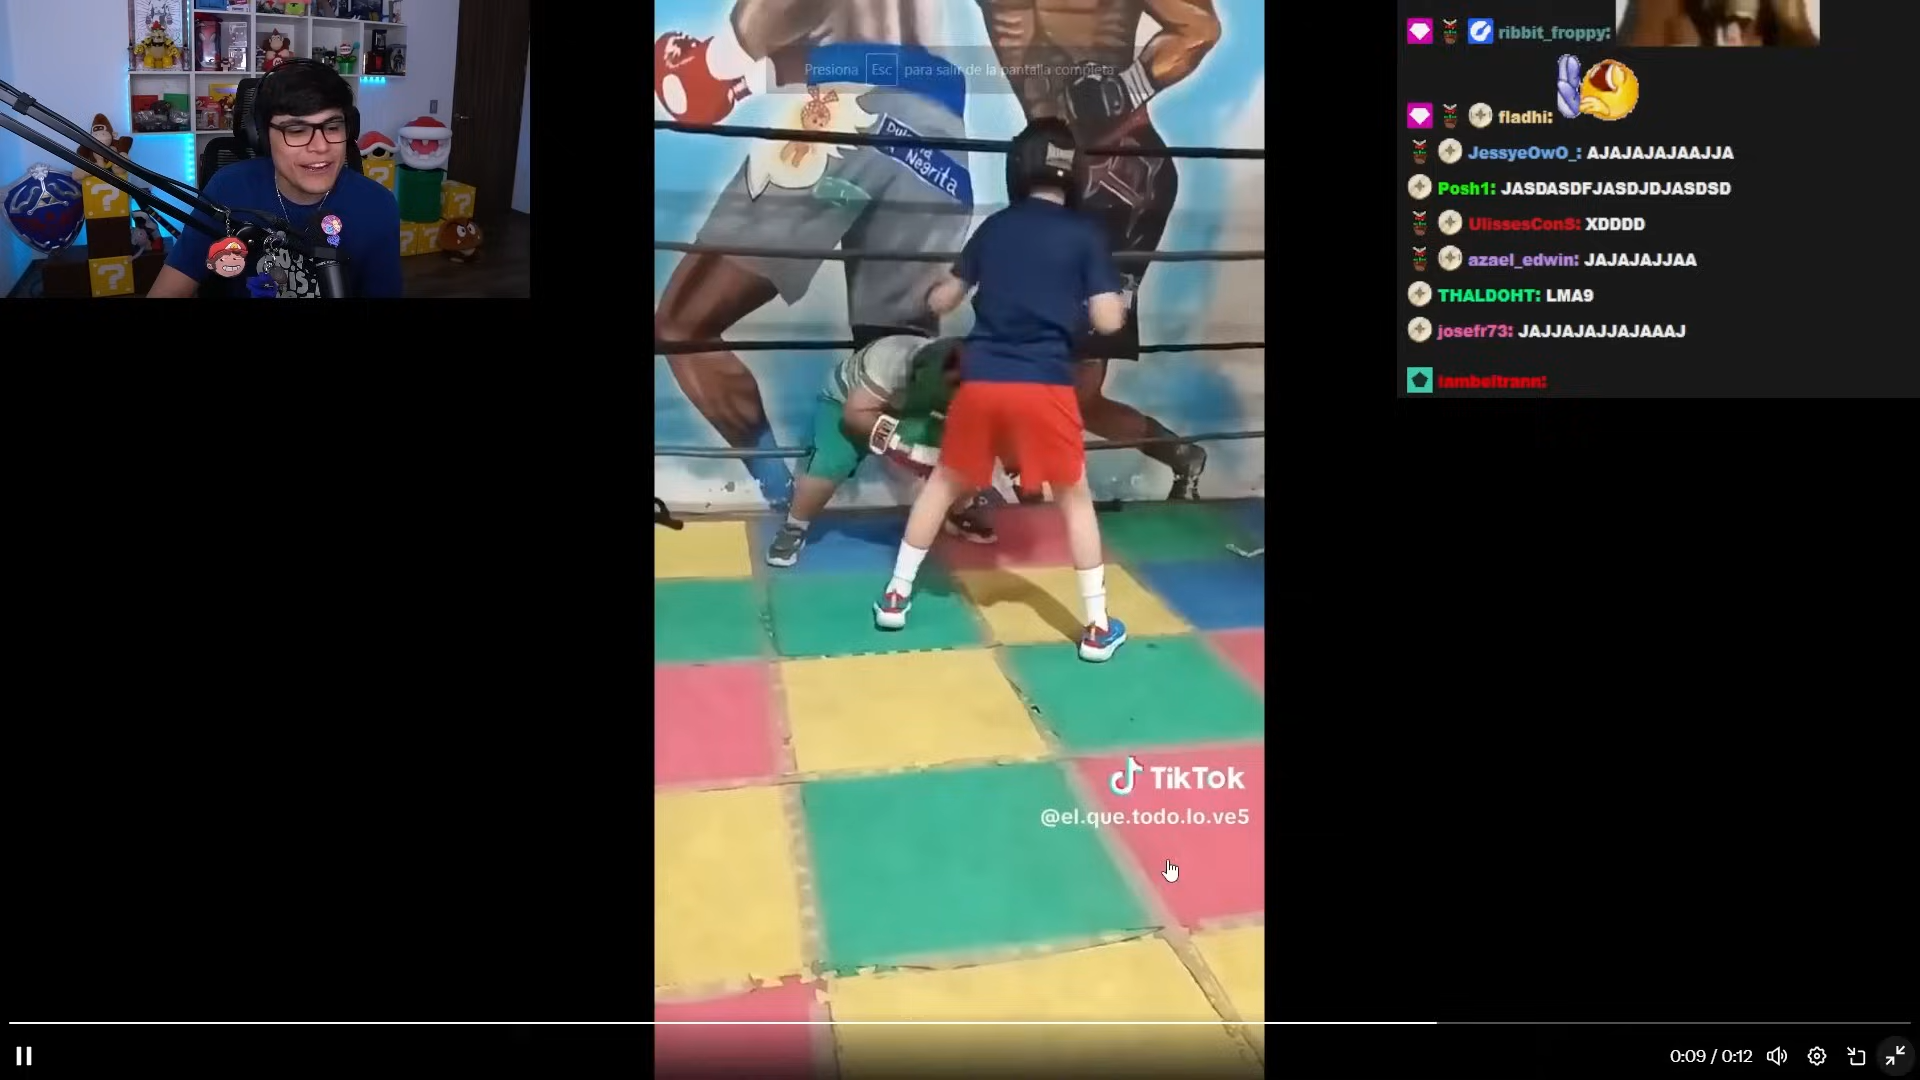 Presiona Esc para salir de la pantalla completa
Dulcita
Negrita
TikTok
@el.que.todo.lo.ve5
ribbit_froppy:
fladhi:
JessyeOwO_: AJAJAJAJAAJJA
Posh1: JASDASDFJASDJDJASDSD
UlissesConS: XDDDD
azael_edwin: JAJAJAJJAA
THALDOHT: LMA9
josefr73: JAJJAJAJJAJAAAJ
iambeltrann:
0:09 / 0:12